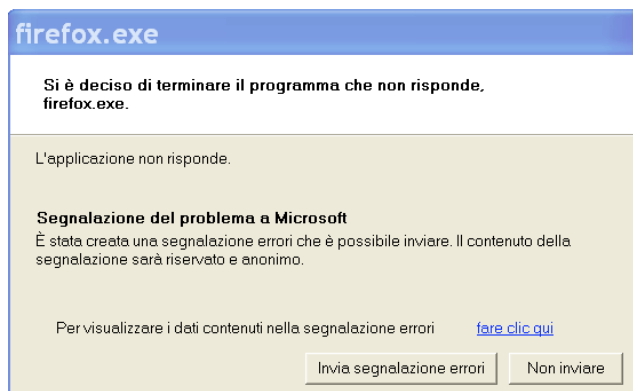 firefox.exe
Si è deciso di terminare il programma che non risponde,
firefox.exe.
L'applicazione non risponde.
Segnalazione del problema a Microsoft
È stata creata una segnalazione errori che è possibile inviare. Il contenuto della
segnalazione sarà riservato e anonimo.
Per visualizzare i dati contenuti nella segnalazione errori fare clic qui
Invia segnalazione errori Non inviare